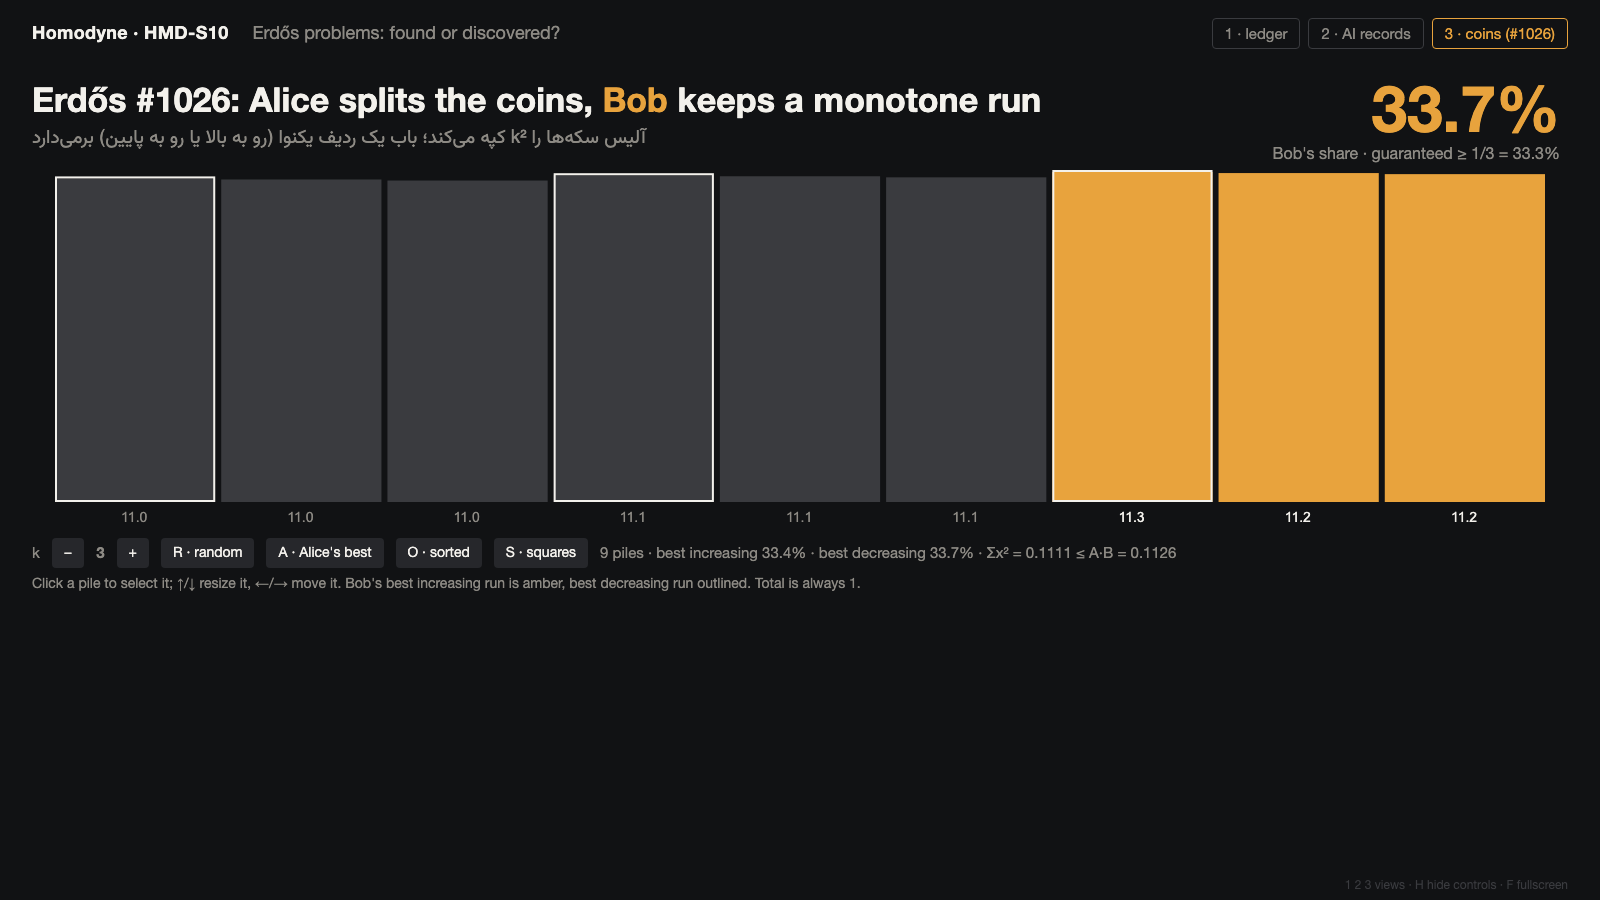 Homodyne · HMD-S10
Erdős problems: found or discovered?
1 · ledger
2 · AI records
3 · coins (#1026)
Erdős #1026: Alice splits the coins, Bob keeps a monotone run
33.7%
آلیس سکه‌ها را k² کپه می‌کند؛ باب یک ردیف یکنوا (رو به بالا یا رو به پایین) برمی‌دارد
Bob's share · guaranteed ≥ 1/3 = 33.3%
11.0 11.0 11.0 11.1 11.1 11.1 11.3 11.2 11.2
k − 3 + R · random A · Alice's best O · sorted S · squares 9 piles · best increasing 33.4% · best decreasing 33.7% · Σx² = 0.1111 ≤ A·B = 0.1126
Click a pile to select it; ↑/↓ resize it, ←/→ move it. Bob's best increasing run is amber, best decreasing run outlined. Total is always 1.
1 2 3 views · H hide controls · F fullscreen